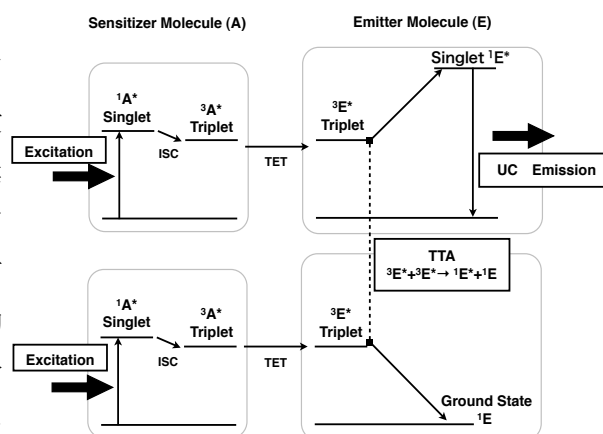 Sensitizer Molecule (A)
Emitter Molecule (E)
Singlet ¹E*
¹A*
Singlet
³A*
Triplet
³E*
Triplet
ISC
TET
Excitation
UC Emission
TTA
³E*+³E*→ ¹E*+¹E
¹A*
Singlet
³A*
Triplet
³E*
Triplet
ISC
TET
Excitation
Ground State
¹E